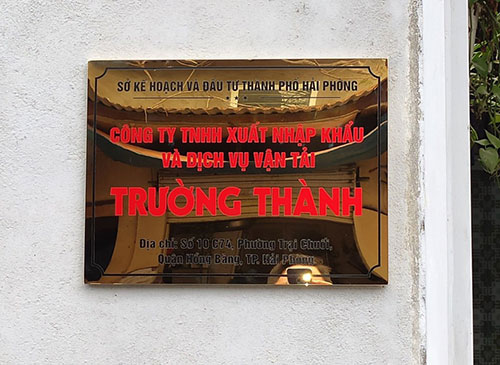 SỞ KẾ HOẠCH VÀ ĐẦU TƯ THÀNH PHỐ HẢI PHÒNG
CÔNG TY TNHH XUẤT NHẬP KHẨU
VÀ DỊCH VỤ VẬN TẢI
TRƯỜNG THÀNH
Địa chỉ: Số 10 C74, Phường Trại Chuối,
Quận Hồng Bàng, TP. Hải Phòng.